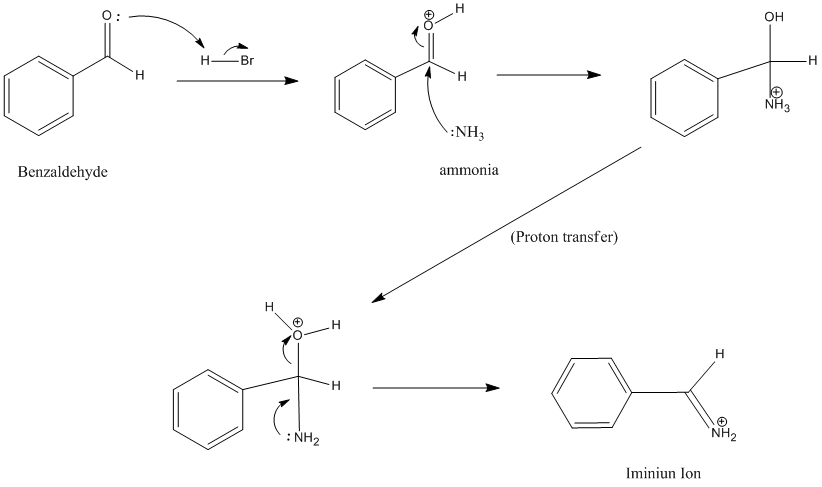 O:
H
H
Br
Benzaldehyde
⊕
O
H
H
:NH₃
ammonia
OH
H
⊕
NH₃
(Proton transfer)
H
⊕
O
H
H
:NH₂
H
⊕
NH₂
Iminiun Ion